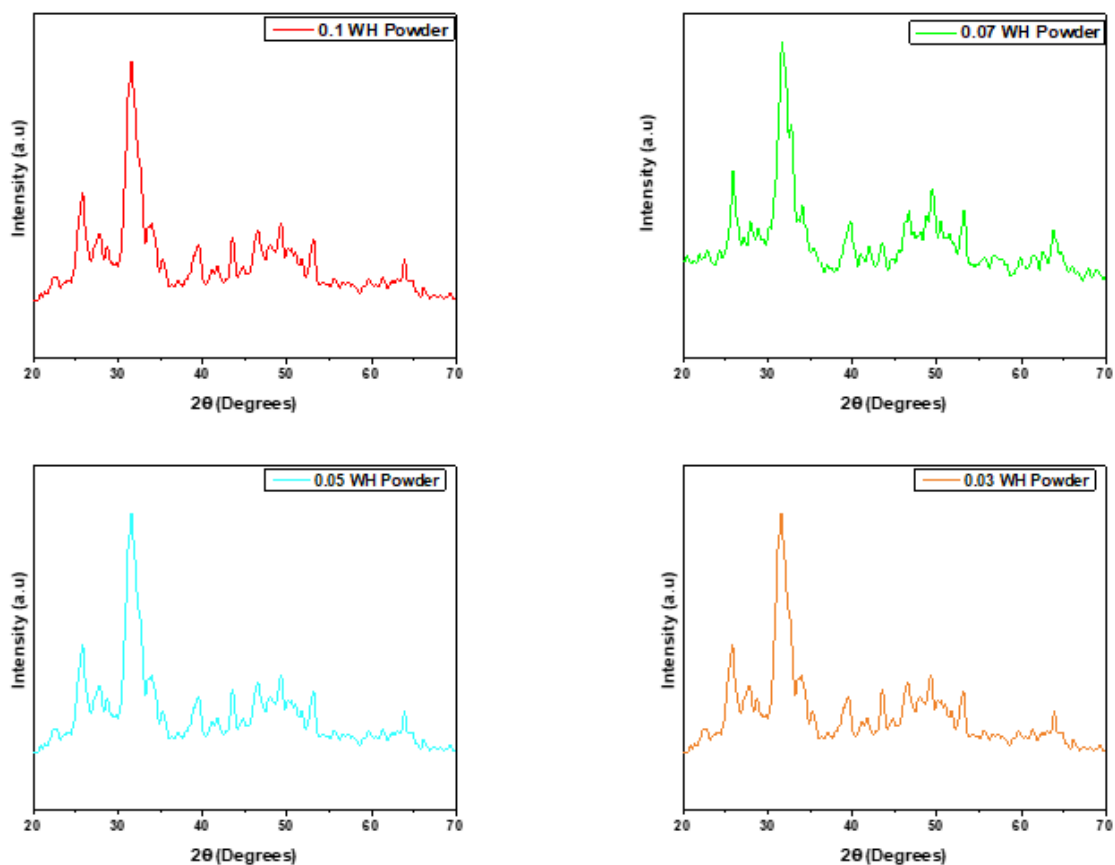 0.1 WH Powder
Intensity (a.u)
20 30 40 50 60 70
2θ (Degrees)
0.07 WH Powder
Intensity (a.u)
20 30 40 50 60 70
2θ (Degrees)
0.05 WH Powder
Intensity (a.u)
20 30 40 50 60 70
2θ (Degrees)
0.03 WH Powder
Intensity (a.u)
20 30 40 50 60 70
2θ (Degrees)